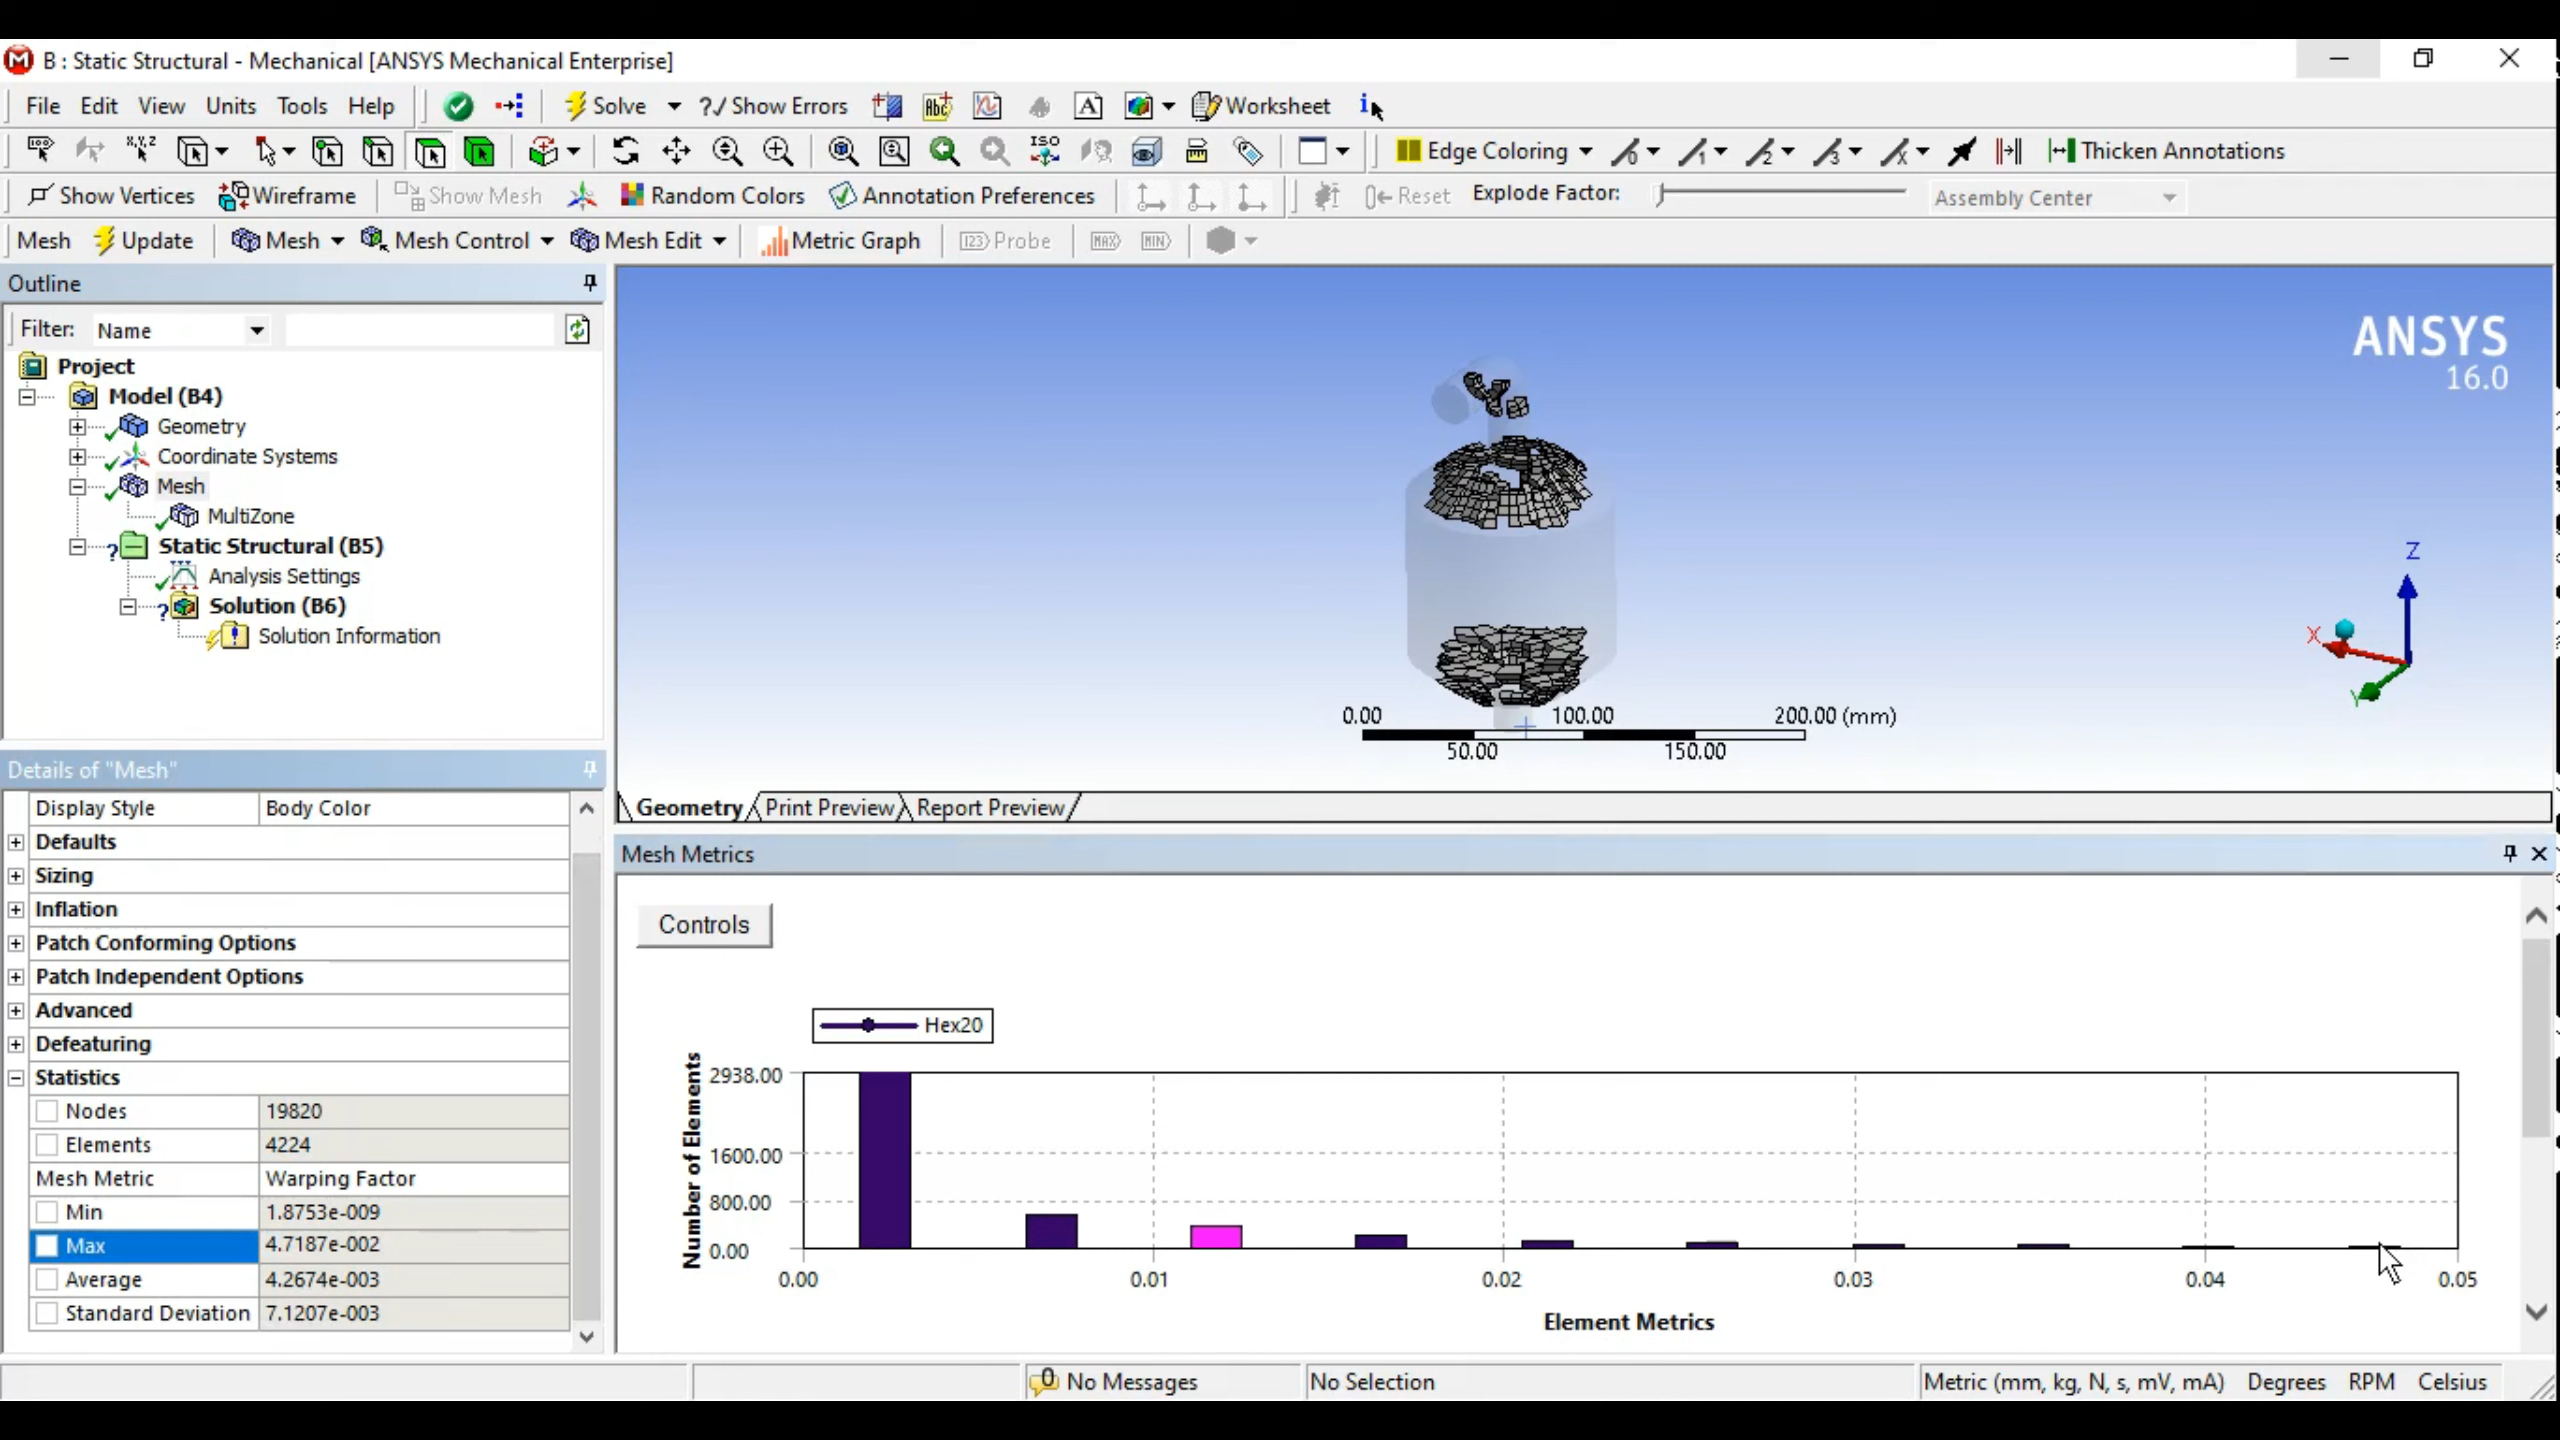 B : Static Structural - Mechanical [ANSYS Mechanical Enterprise]
File Edit View Units Tools Help Solve ?/ Show Errors Worksheet
ISO Edge Coloring Thicken Annotations
Show Vertices Wireframe Show Mesh Random Colors Annotation Preferences Reset Explode Factor: Assembly Center
Mesh Update Mesh Mesh Control Mesh Edit Metric Graph Probe MAX MIN
Outline
Filter: Name
Project
Model (B4)
Geometry
Coordinate Systems
Mesh
MultiZone
Static Structural (B5)
Analysis Settings
Solution (B6)
Solution Information
ANSYS
16.0
Z
X
Y
0.00 100.00 200.00 (mm)
50.00 150.00
Geometry Print Preview Report Preview
Details of "Mesh"
Display Style Body Color
Defaults
Sizing
Inflation
Patch Conforming Options
Patch Independent Options
Advanced
Defeaturing
Statistics
Nodes 19820
Elements 4224
Mesh Metric Warping Factor
Min 1.8753e-009
Max 4.7187e-002
Average 4.2674e-003
Standard Deviation 7.1207e-003
Mesh Metrics
Controls
Hex20
Number of Elements
2938.00
1600.00
800.00
0.00
0.00 0.01 0.02 0.03 0.04 0.05
Element Metrics
No Messages No Selection Metric (mm, kg, N, s, mV, mA) Degrees RPM Celsius